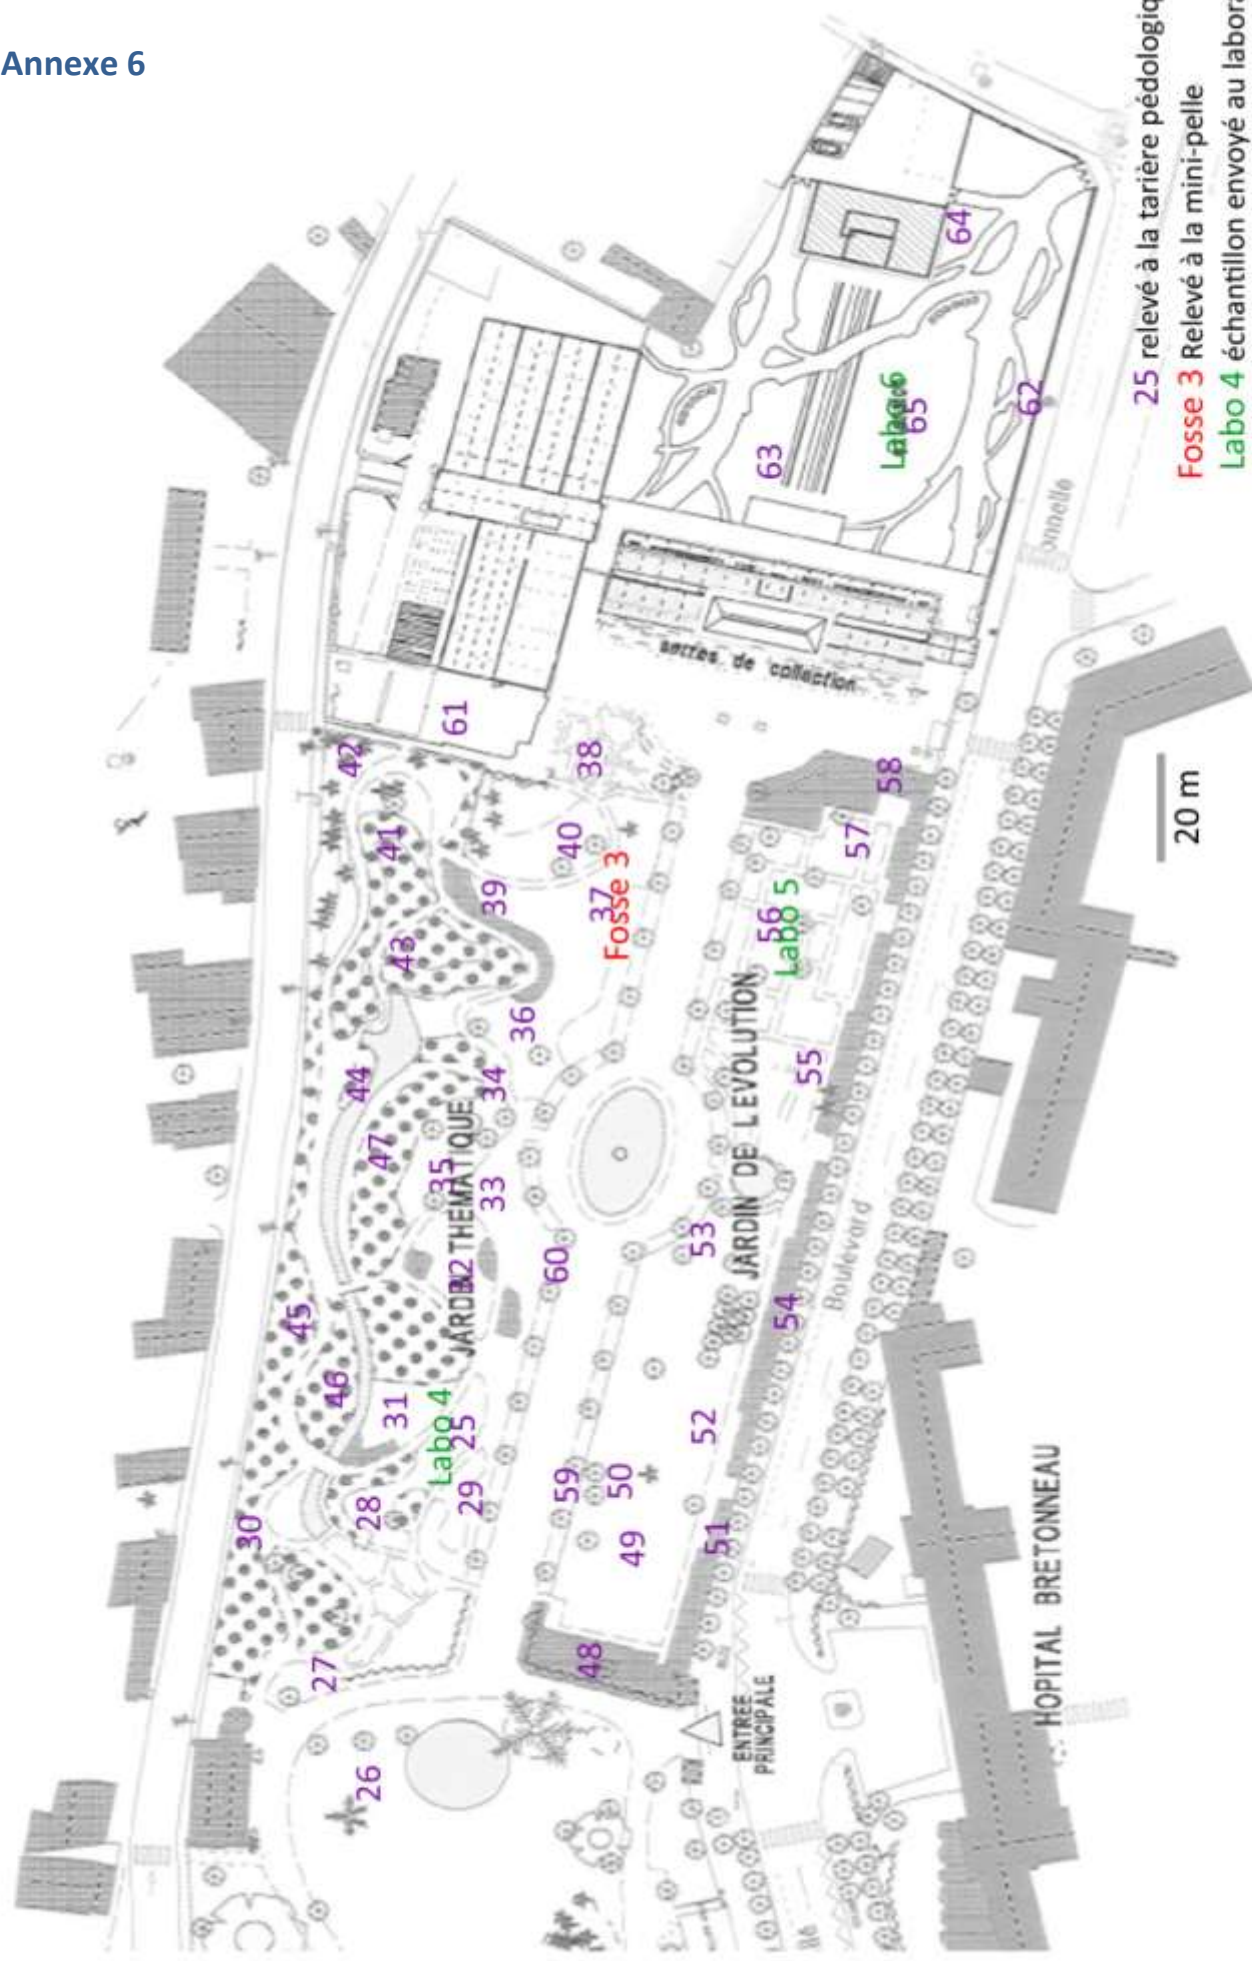 Annexe 6
25 relevé à la tarière pédologiq
Fosse 3 Relevé à la mini-pelle
Labo 4 échantillon envoyé au labora
20 m
64
62
Labo 6
65
63
serres de collection
61
38
42
41
40
39
37
Fosse 3
43
36
58
57
56
Labo 5
55
JARDIN DE L EVOLUTION
44
34
47
35
33
JARDIN THEMATIQUE
32
60
53
54
Boulevard
45
46
31
Labo 4
25
29
28
30
59
50
49
52
51
27
48
26
ENTREE
PRINCIPALE
HOPITAL BRETONNEAU